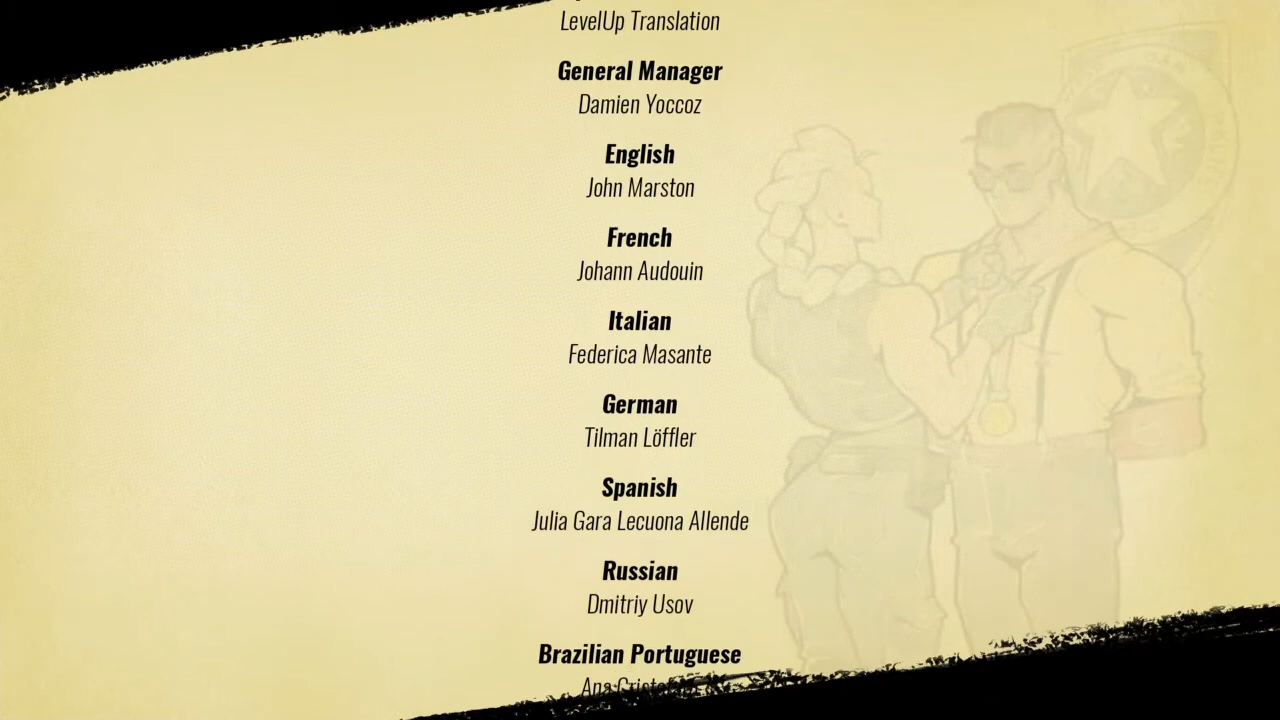 LevelUp Translation
General Manager
Damien Yoccoz
English
John Marston
French
Johann Audouin
Italian
Federica Masante
German
Tilman Löffler
Spanish
Julia Gara Lecuona Allende
Russian
Dmitriy Usov
Brazilian Portuguese
Ana